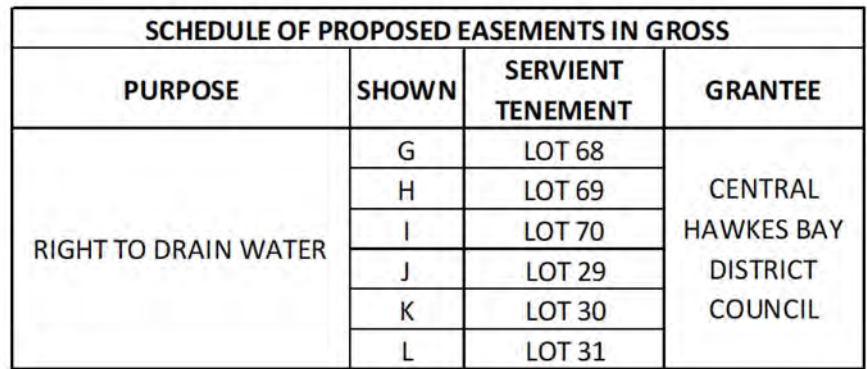 SCHEDULE OF PROPOSED EASEMENTS IN GROSS
PURPOSE SHOWN SERVIENT TENEMENT GRANTEE
RIGHT TO DRAIN WATER
G LOT 68
H LOT 69
I LOT 70
J LOT 29
K LOT 30
L LOT 31
CENTRAL
HAWKES BAY
DISTRICT
COUNCIL